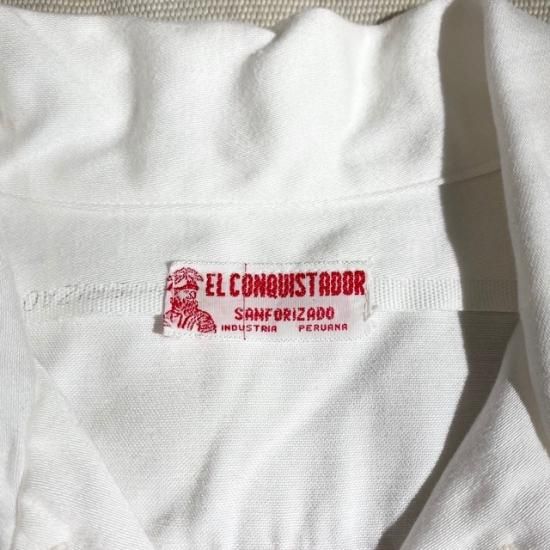 EL CONQUISTADOR
SANFORIZADO
INDUSTRIA PERUANA